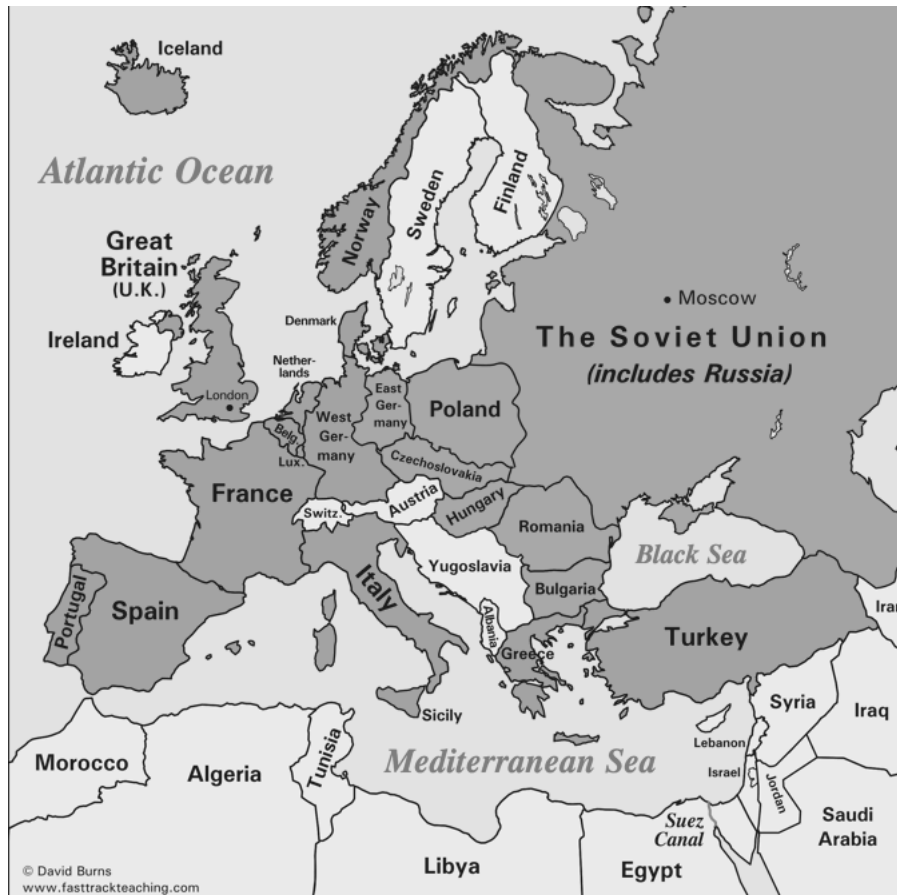 Iceland
Atlantic Ocean
Norway
Sweden
Finland
Great
Britain
(U.K.)
Ireland
London
Denmark
Nether-
lands
Moscow
The Soviet Union
(includes Russia)
Belg.
Lux.
West
Ger-
many
East
Ger-
many
Poland
Czechoslovakia
France
Switz.
Austria
Hungary
Romania
Black Sea
Yugoslavia
Bulgaria
Portugal
Spain
Italy
Albania
Greece
Turkey
Iran
Sicily
Mediterranean Sea
Syria
Iraq
Lebanon
Israel
Jordan
Morocco
Algeria
Tunisia
Suez
Canal
Saudi
Arabia
Libya
Egypt
© David Burns
www.fasttrackteaching.com